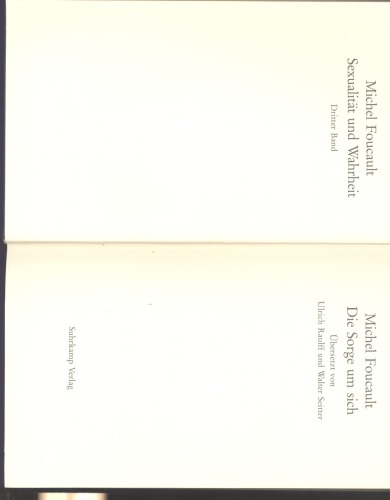 Michel Foucault
Sexualität und Wahrheit
Dritter Band
Michel Foucault
Die Sorge um sich
Übersetzt von
Ulrich Raulff und Walter Seitter
Suhrkamp Verlag